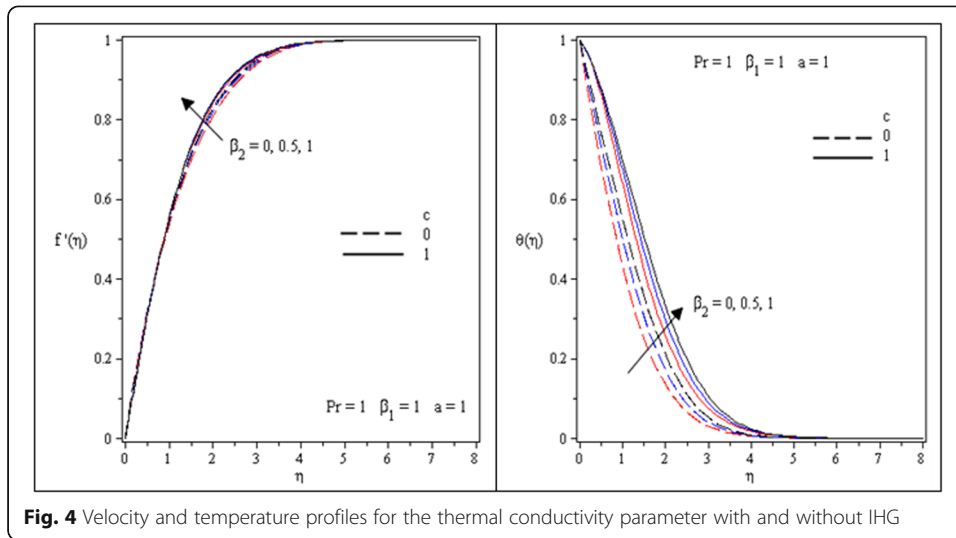 1
0.8
0.6
0.4
0.2
0
f '(η)
β2 = 0, 0.5, 1
c
0
1
Pr = 1 β1 = 1 a = 1
0 1 2 3 4 5 6 7 8
η
1
0.8
0.6
0.4
0.2
0
θ(η)
Pr = 1 β1 = 1 a = 1
c
0
1
β2 = 0, 0.5, 1
0 1 2 3 4 5 6 7 8
η
Fig. 4 Velocity and temperature profiles for the thermal conductivity parameter with and without IHG